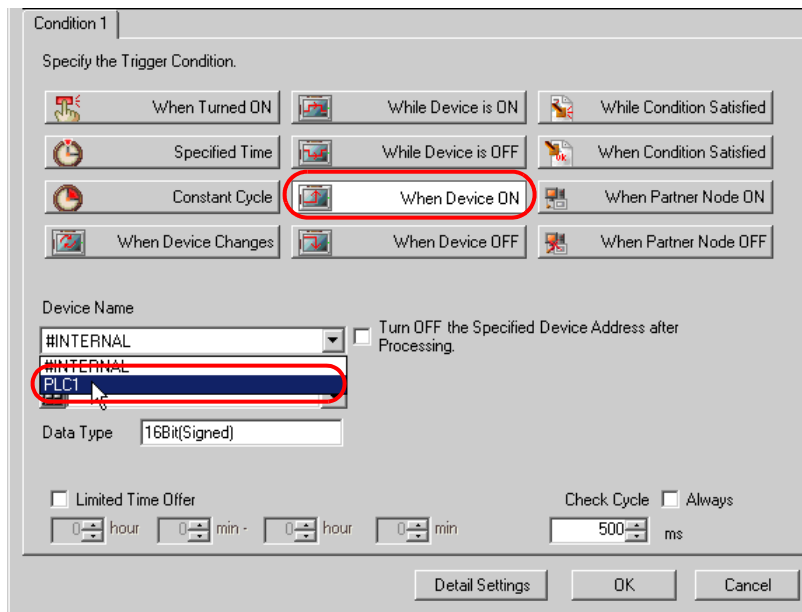 Condition 1
Specify the Trigger Condition.
When Turned ON
While Device is ON
While Condition Satisfied
Specified Time
While Device is OFF
When Condition Satisfied
Constant Cycle
When Device ON
When Partner Node ON
When Device Changes
When Device OFF
When Partner Node OFF
Device Name
#INTERNAL
Turn OFF the Specified Device Address after
Processing.
#INTERNAL
PLC1
Data Type 16Bit(Signed)
Limited Time Offer
Check Cycle Always
0 hour 0 min - 0 hour 0 min
500 ms
Detail Settings OK Cancel